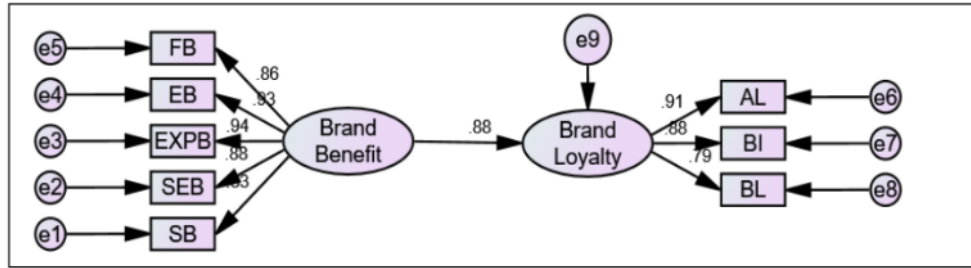 e9
e5
FB
.86
e4
EB
.93
.91
AL
e6
e3
EXPB
.94
Brand
Benefit
.88
Brand
Loyalty
.88
BI
e7
.88
e2
SEB
.79
BL
e8
e1
SB